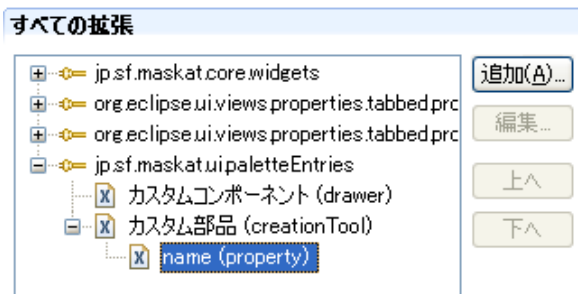 すべての拡張
jp.sf.maskat.core.widgets
org.eclipse.ui.views.properties.tabbed.prc
org.eclipse.ui.views.properties.tabbed.prc
jp.sf.maskat.ui.paletteEntries
カスタムコンポーネント (drawer)
カスタム部品 (creationTool)
name (property)
追加(A)...
編集...
上へ
下へ